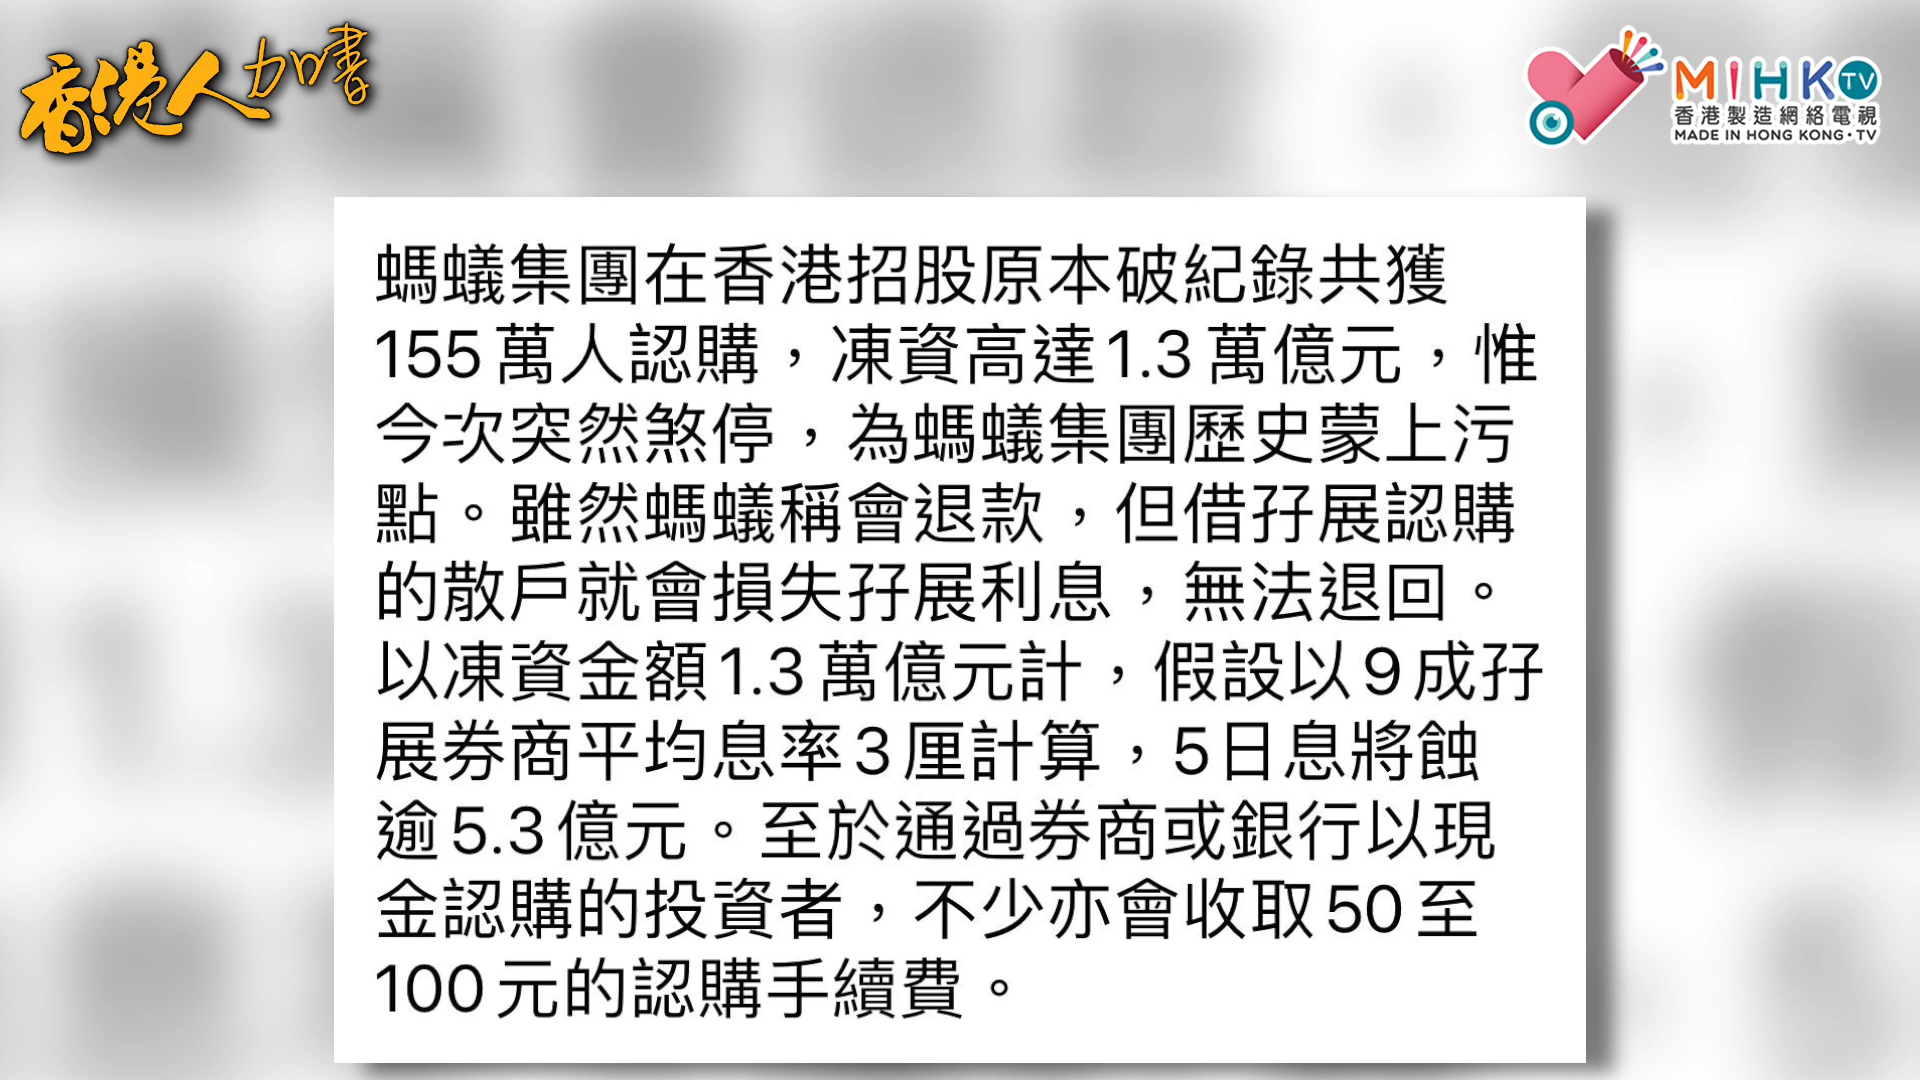 香港人加嘥
MIHK TV
香港製造網絡電視
MADE IN HONG KONG·TV
螞蟻集團在香港招股原本破紀錄共獲
155萬人認購，凍資高達1.3萬億元，惟
今次突然煞停，為螞蟻集團歷史蒙上污
點。雖然螞蟻稱會退款，但借孖展認購
的散戶就會損失孖展利息，無法退回。
以凍資金額1.3萬億元計，假設以9成孖
展券商平均息率3厘計算，5日息將蝕
逾5.3億元。至於通過券商或銀行以現
金認購的投資者，不少亦會收取50至
100元的認購手續費。